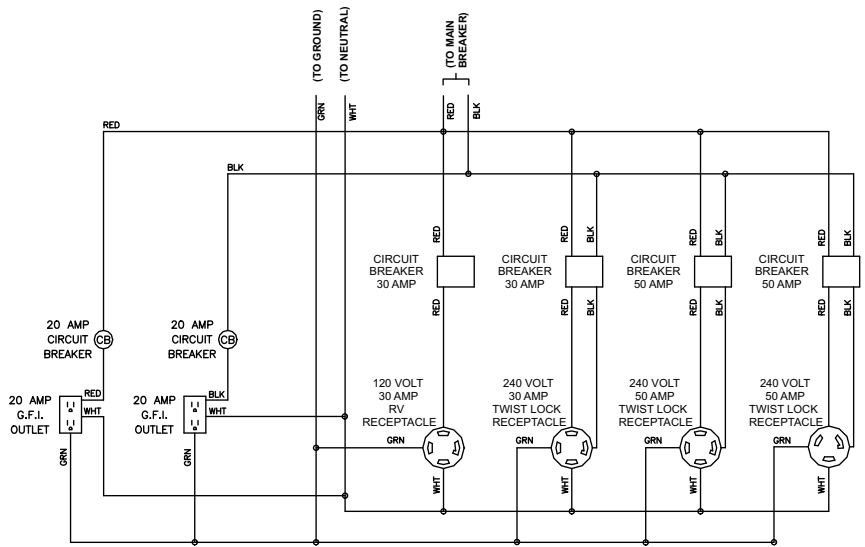 (TO GROUND)
(TO NEUTRAL)
(TO MAIN
BREAKER)
GRN
WHT
RED
BLK
RED
BLK
RED
RED
BLK
RED
BLK
RED
BLK
CIRCUIT
BREAKER
30 AMP
CIRCUIT
BREAKER
30 AMP
CIRCUIT
BREAKER
50 AMP
CIRCUIT
BREAKER
50 AMP
RED
RED
BLK
RED
BLK
RED
BLK
20 AMP
CIRCUIT
BREAKER
CB
20 AMP
CIRCUIT
BREAKER
CB
20 AMP
G.F.I.
OUTLET
RED
WHT
GRN
20 AMP
G.F.I.
OUTLET
BLK
WHT
GRN
120 VOLT
30 AMP
RV
RECEPTACLE
240 VOLT
30 AMP
TWIST LOCK
RECEPTACLE
240 VOLT
50 AMP
TWIST LOCK
RECEPTACLE
240 VOLT
50 AMP
TWIST LOCK
RECEPTACLE
GRN
GRN
GRN
GRN
WHT
WHT
WHT
WHT